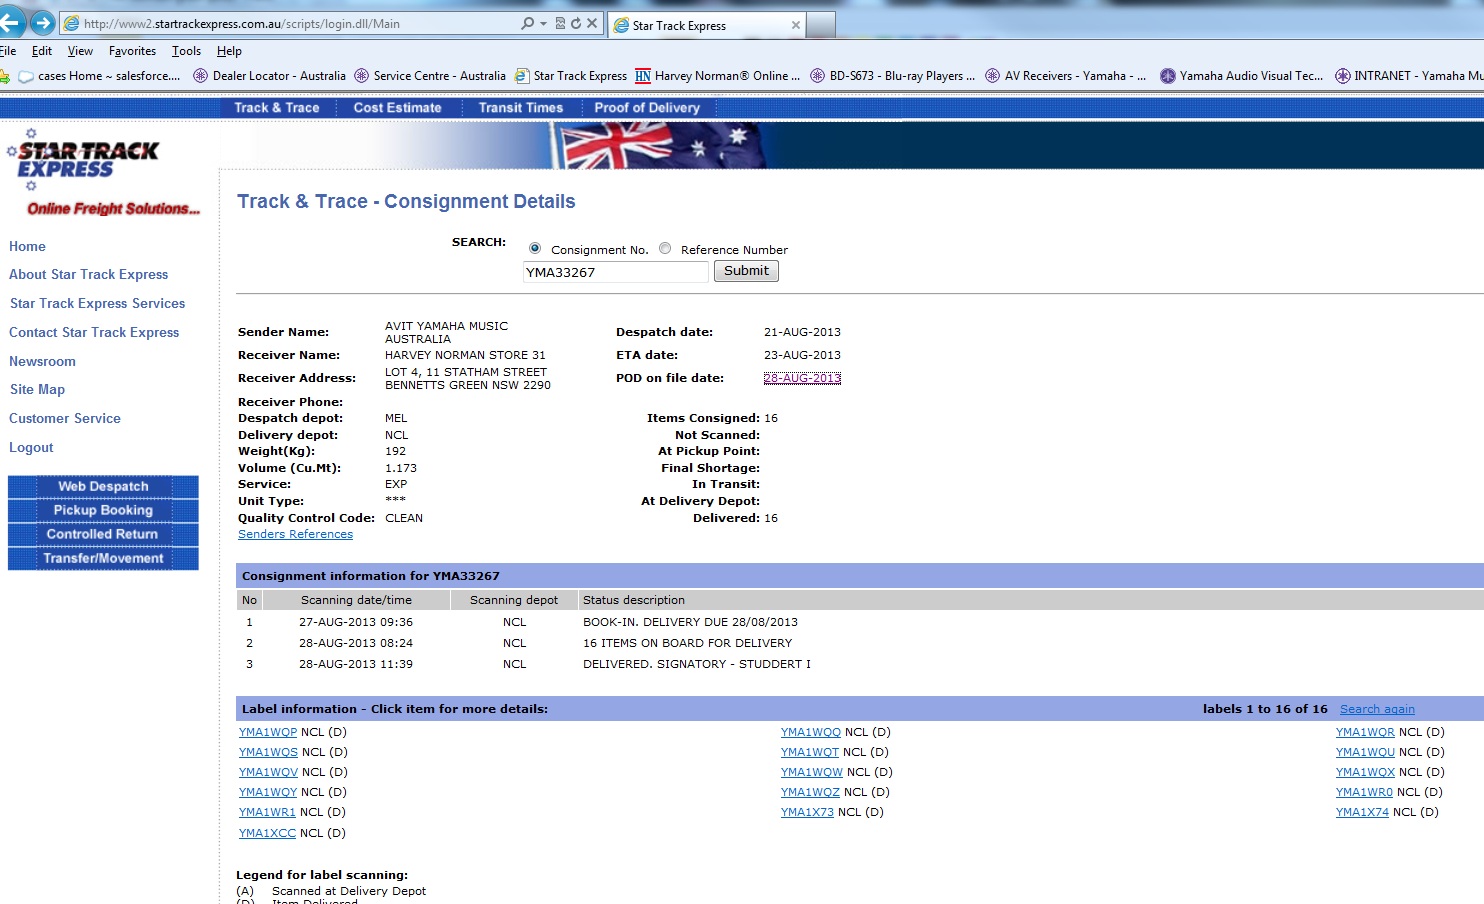 http://www2.startrackexpress.com.au/scripts/login.dll/Main
Star Track Express
File Edit View Favorites Tools Help
cases Home ~ salesforce....
Dealer Locator - Australia
Service Centre - Australia
Star Track Express
HN Harvey Norman® Online ...
BD-S673 - Blu-ray Players ...
AV Receivers - Yamaha - ...
Yamaha Audio Visual Tec...
INTRANET - Yamaha Mu
Track & Trace Cost Estimate Transit Times Proof of Delivery
STAR TRACK
EXPRESS
Online Freight Solutions...
Home
About Star Track Express
Star Track Express Services
Contact Star Track Express
Newsroom
Site Map
Customer Service
Logout
Web Despatch
Pickup Booking
Controlled Return
Transfer/Movement
Track & Trace - Consignment Details
SEARCH: Consignment No. Reference Number
YMA33267 Submit
Sender Name: AVIT YAMAHA MUSIC
AUSTRALIA
Despatch date: 21-AUG-2013
Receiver Name: HARVEY NORMAN STORE 31
ETA date: 23-AUG-2013
Receiver Address: LOT 4, 11 STATHAM STREET
BENNETTS GREEN NSW 2290
POD on file date: 28-AUG-2013
Receiver Phone:
Despatch depot: MEL Items Consigned: 16
Delivery depot: NCL Not Scanned:
Weight(Kg): 192 At Pickup Point:
Volume (Cu.Mt): 1.173 Final Shortage:
Service: EXP In Transit:
Unit Type: *** At Delivery Depot:
Quality Control Code: CLEAN Delivered: 16
Senders References
Consignment information for YMA33267
No Scanning date/time Scanning depot Status description
1 27-AUG-2013 09:36 NCL BOOK-IN. DELIVERY DUE 28/08/2013
2 28-AUG-2013 08:24 NCL 16 ITEMS ON BOARD FOR DELIVERY
3 28-AUG-2013 11:39 NCL DELIVERED. SIGNATORY - STUDDERT I
Label information - Click item for more details: labels 1 to 16 of 16 Search again
YMA1WQP NCL (D) YMA1WQQ NCL (D) YMA1WQR NCL (D)
YMA1WQS NCL (D) YMA1WQT NCL (D) YMA1WQU NCL (D)
YMA1WQV NCL (D) YMA1WQW NCL (D) YMA1WQX NCL (D)
YMA1WQY NCL (D) YMA1WQZ NCL (D) YMA1WR0 NCL (D)
YMA1WR1 NCL (D) YMA1X73 NCL (D) YMA1X74 NCL (D)
YMA1XCC NCL (D)
Legend for label scanning:
(A) Scanned at Delivery Depot
(D) Item Delivered